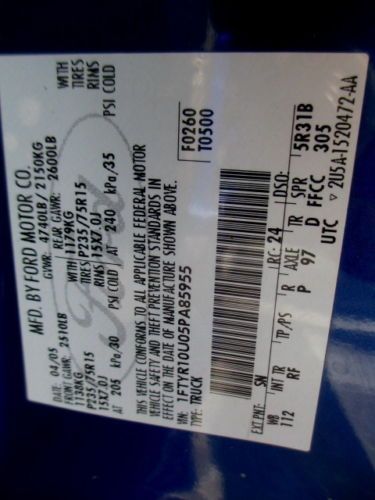 MFD. BY FORD MOTOR CO.
DATE: 04/05 GVWR: 4740LB/ 2150KG
FRONT GAWR: 2510LB REAR GAWR: 2600LB
1138KG WITH 1179KG WITH
P235/75R15 TIRES P235/75R15 TIRES
15X7.0J RIMS 15X7.0J RIMS
AT 205 kPa/30 PSI COLD AT 240 kPa/35 PSI COLD
THIS VEHICLE CONFORMS TO ALL APPLICABLE FEDERAL MOTOR
VEHICLE SAFETY AND THEFT PREVENTION STANDARDS IN
EFFECT ON THE DATE OF MANUFACTURE SHOWN ABOVE.
VIN: 1FTYR10U05PA85955 F0260
TYPE: TRUCK T0500
EXT PNT: SN RC: 24 DSO:
WB INT TR TP/PS R AXLE TR SPR 5R31B
112 RF P 97 D FFCC 305
UTC 2U5A-1520472-AA
Ford